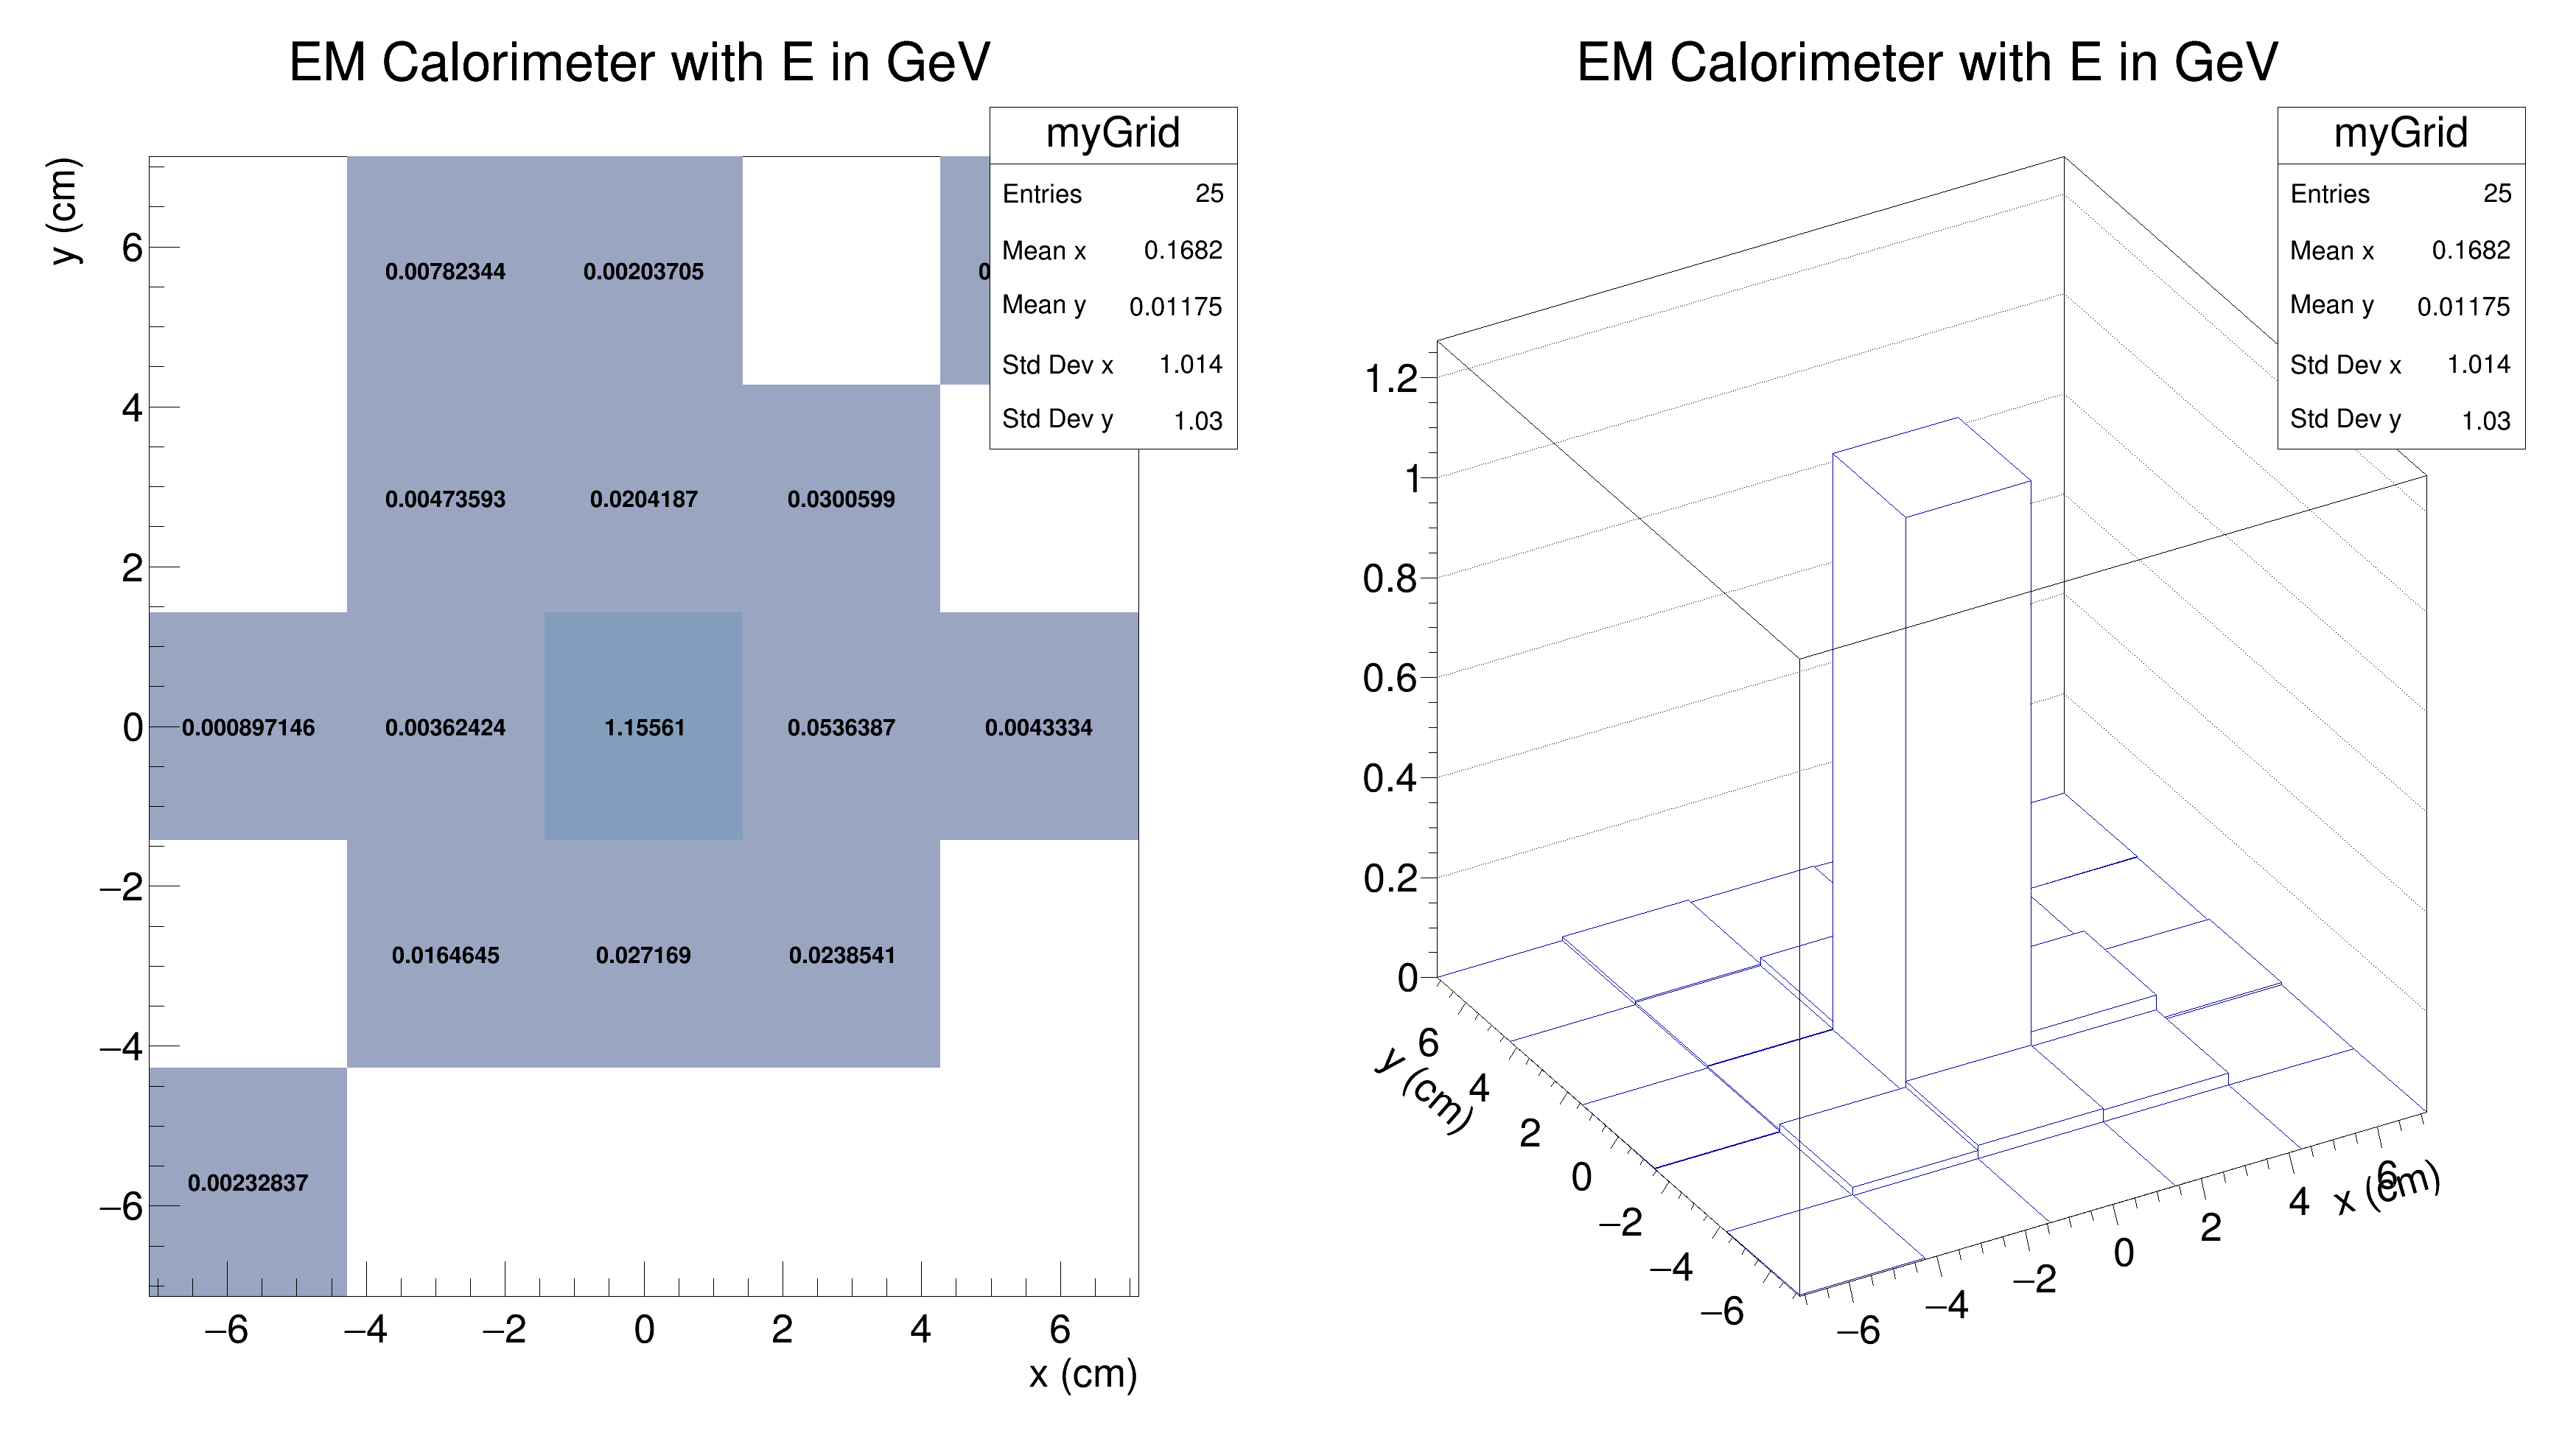 EM Calorimeter with E in GeV
myGrid
Entries 25
Mean x 0.1682
Mean y 0.01175
Std Dev x 1.014
Std Dev y 1.03
y (cm)
6
4
2
0
−2
−4
−6
0.00782344 0.00203705 0
0.00473593 0.0204187 0.0300599
0.000897146 0.00362424 1.15561 0.0536387 0.0043334
0.0164645 0.027169 0.0238541
0.00232837
−6 −4 −2 0 2 4 6
x (cm)
EM Calorimeter with E in GeV
myGrid
Entries 25
Mean x 0.1682
Mean y 0.01175
Std Dev x 1.014
Std Dev y 1.03
1.2
1
0.8
0.6
0.4
0.2
0
6
4
2
0
−2
−4
−6
y (cm)
−6
−4
−2
0
2
4
6
x (cm)